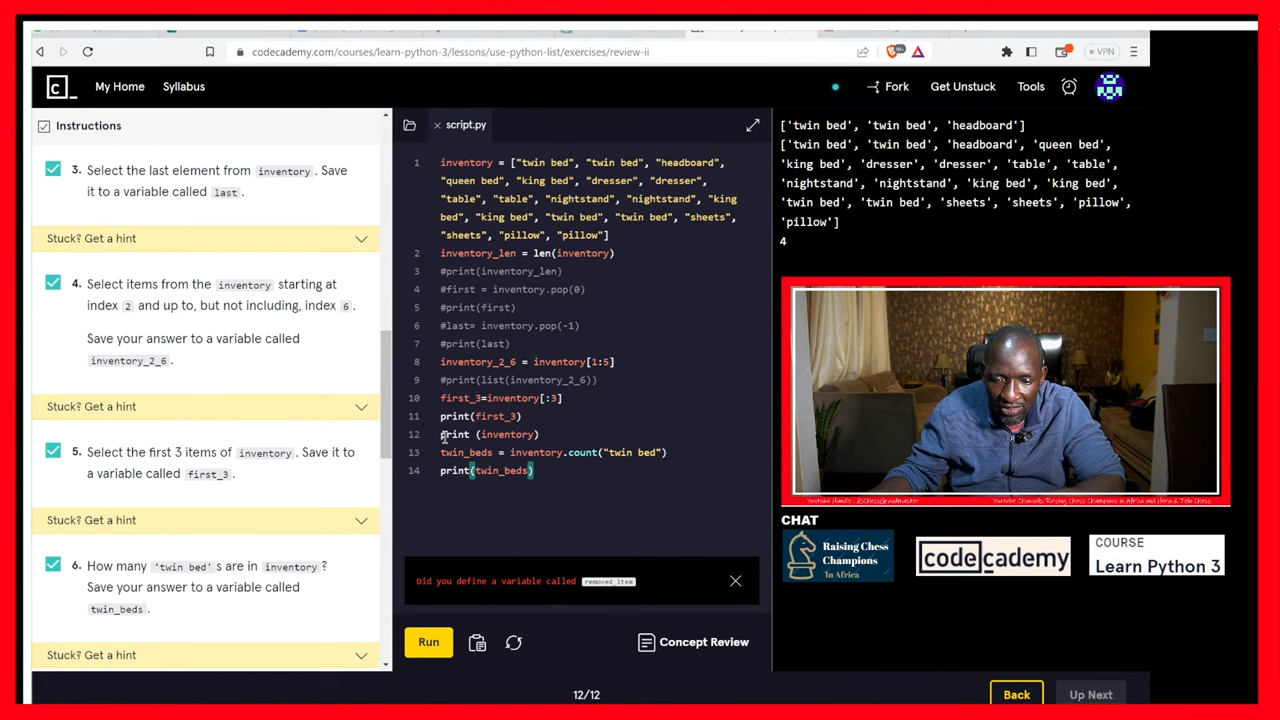 codecademy.com/courses/learn-python-3/lessons/use-python-list/exercises/review-ii
VPN
My Home
Syllabus
Fork
Get Unstuck
Tools
Instructions
3. Select the last element from inventory. Save
it to a variable called last.
Stuck? Get a hint
4. Select items from the inventory starting at
index 2 and up to, but not including, index 6.
Save your answer to a variable called
inventory_2_6.
Stuck? Get a hint
5. Select the first 3 items of inventory. Save it to
a variable called first_3.
Stuck? Get a hint
6. How many 'twin bed's are in inventory?
Save your answer to a variable called
twin_beds.
Stuck? Get a hint
script.py
1 inventory = ["twin bed", "twin bed", "headboard",
"queen bed", "king bed", "dresser", "dresser",
"table", "table", "nightstand", "nightstand", "king
bed", "king bed", "twin bed", "twin bed", "sheets",
"sheets", "pillow", "pillow"]
2 inventory_len = len(inventory)
3 #print(inventory_len)
4 #first = inventory.pop(0)
5 #print(first)
6 #last= inventory.pop(-1)
7 #print(last)
8 inventory_2_6 = inventory[1:5]
9 #print(list(inventory_2_6))
10 first_3=inventory[:3]
11 print(first_3)
12 print (inventory)
13 twin_beds = inventory.count("twin bed")
14 print(twin_beds)
Did you define a variable called removed_item
Run
Concept Review
['twin bed', 'twin bed', 'headboard']
['twin bed', 'twin bed', 'headboard', 'queen bed',
'king bed', 'dresser', 'dresser', 'table', 'table',
'nightstand', 'nightstand', 'king bed', 'king bed',
'twin bed', 'twin bed', 'sheets', 'sheets', 'pillow',
'pillow']
4
CHAT
Raising Chess
Champions
In Africa
codecademy
COURSE
Learn Python 3
12/12
Back
Up Next